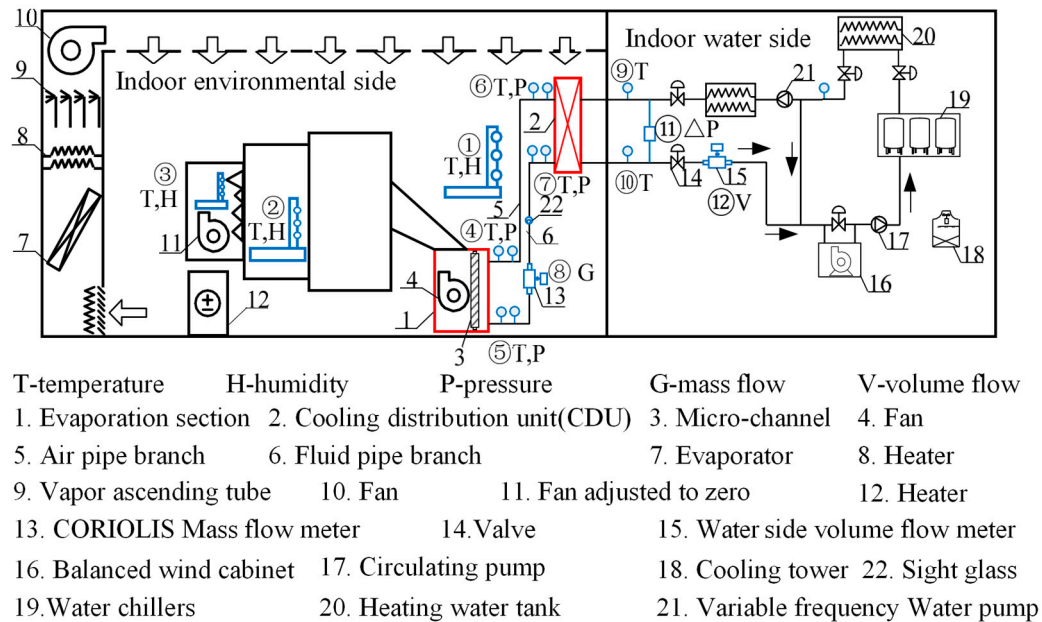 10
9
8
7
Indoor environmental side
Indoor water side
③
T,H
11
②
T,H
12
①
T,H
⑥T,P
2
⑦T,P
22
5
6
④
T,P
⑧ G
13
4
1
3
⑤T,P
⑨T
⑪△P
⑩T
14
15
⑫V
21
20
19
17
16
18
T-temperature H-humidity P-pressure G-mass flow V-volume flow
1. Evaporation section 2. Cooling distribution unit(CDU) 3. Micro-channel 4. Fan
5. Air pipe branch 6. Fluid pipe branch 7. Evaporator 8. Heater
9. Vapor ascending tube 10. Fan 11. Fan adjusted to zero 12. Heater
13. CORIOLIS Mass flow meter 14.Valve 15. Water side volume flow meter
16. Balanced wind cabinet 17. Circulating pump 18. Cooling tower 22. Sight glass
19.Water chillers 20. Heating water tank 21. Variable frequency Water pump